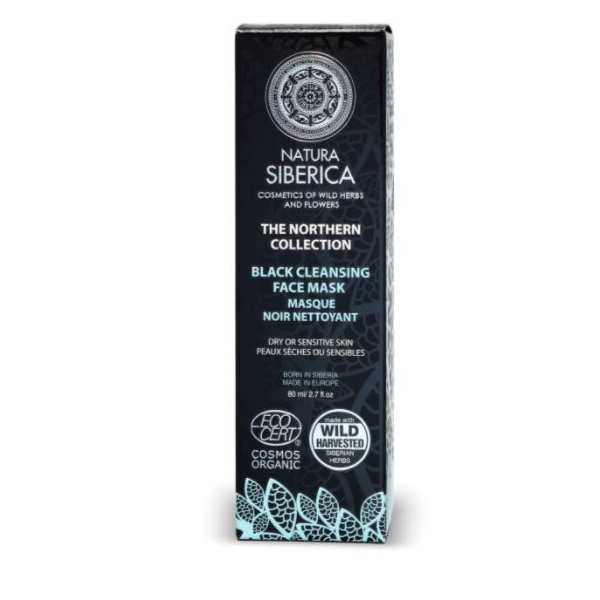 NATURA
SIBERICA
COSMETICS OF WILD HERBS
AND FLOWERS
THE NORTHERN
COLLECTION
BLACK CLEANSING
FACE MASK
MASQUE
NOIR NETTOYANT
DRY OR SENSITIVE SKIN
PEAUX SÈCHES OU SENSIBLES
BORN IN SIBERIA
MADE IN EUROPE
80 ml/ 2.7 fl.oz
ECO
CERT®
COSMOS
ORGANIC
made with
WILD
HARVESTED
SIBERIAN
HERBS